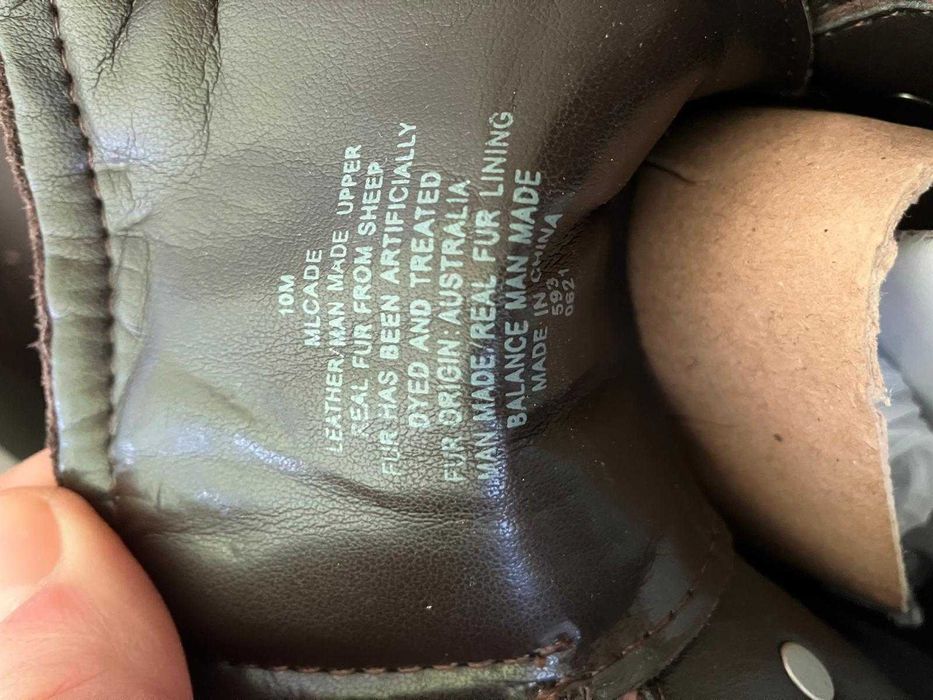 10M
MLCADE
LEATHER/MAN MADE UPPER
REAL FUR FROM SHEEP
FUR HAS BEEN ARTIFICIALLY
DYED AND TREATED
FUR ORIGIN: AUSTRALIA
MAN MADE/REAL FUR LINING
BALANCE MAN MADE
MADE IN CHINA
593
0621